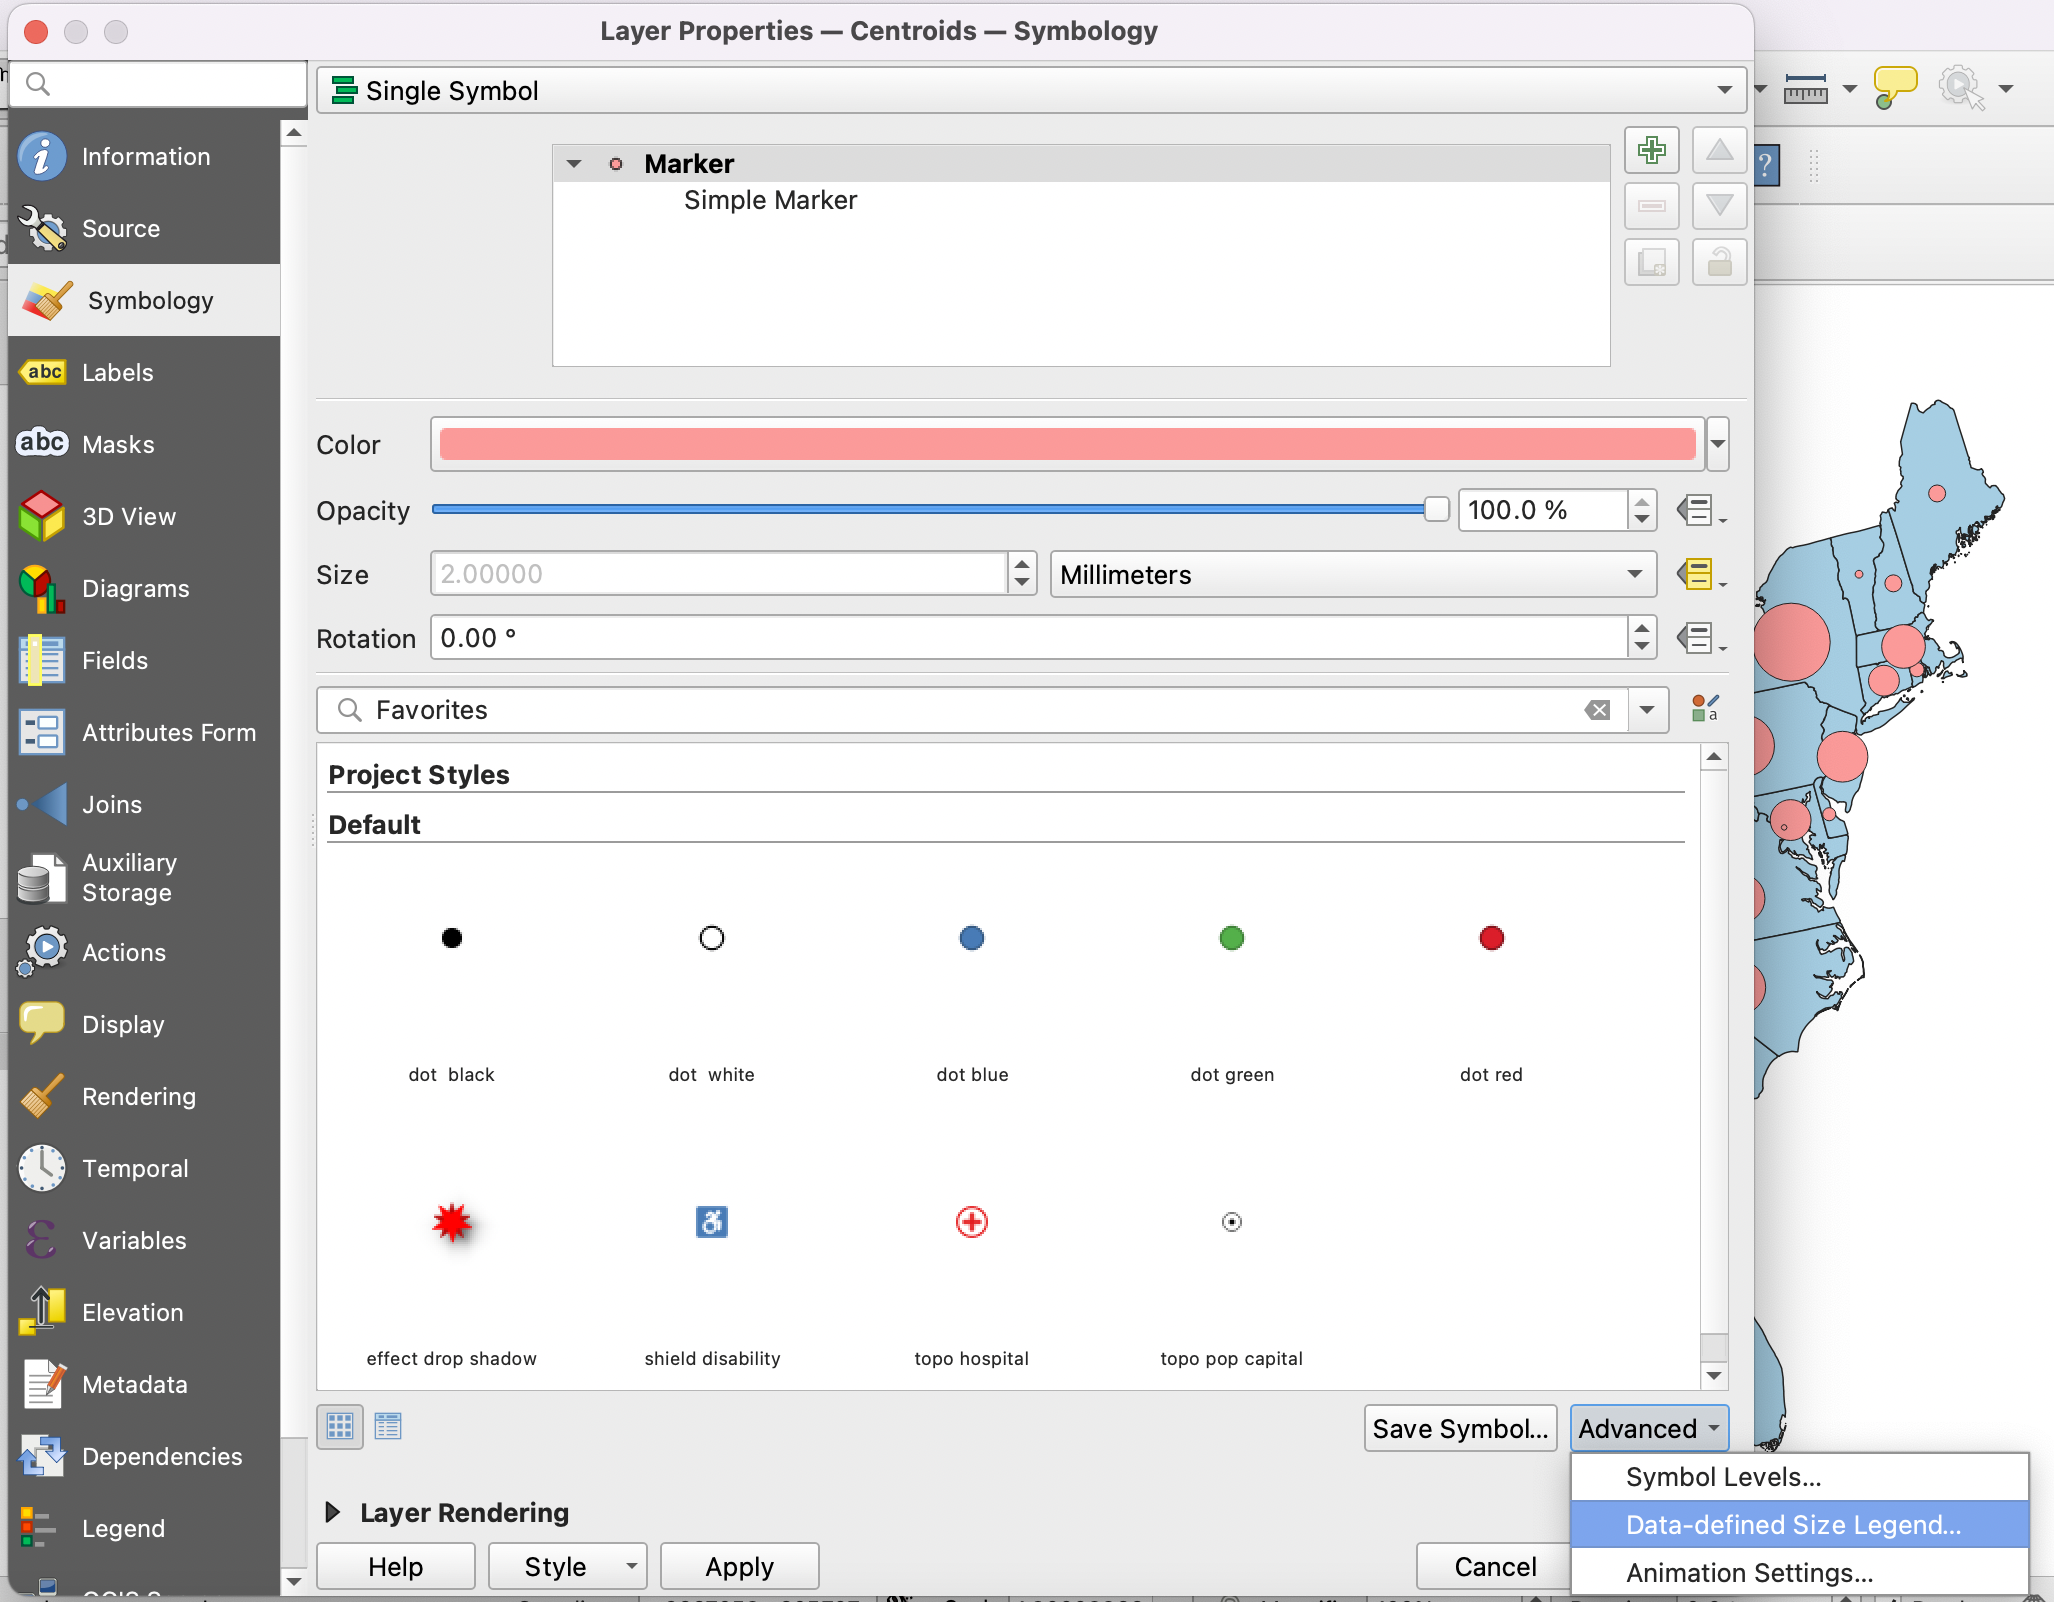 Layer Properties — Centroids — Symbology
Single Symbol
Information
Source
Symbology
Labels
Masks
3D View
Diagrams
Fields
Attributes Form
Joins
Auxiliary
Storage
Actions
Display
Rendering
Temporal
Variables
Elevation
Metadata
Dependencies
Legend
abc
abc
Marker
Simple Marker
Color
Opacity
100.0 %
Size
2.00000
Millimeters
Rotation
0.00 °
Favorites
a
Project Styles
Default
dot  black
dot  white
dot blue
dot green
dot red
effect drop shadow
shield disability
topo hospital
topo pop capital
Save Symbol...
Advanced
Symbol Levels...
Data-defined Size Legend...
Animation Settings...
Layer Rendering
Help
Style
Apply
Cancel
?